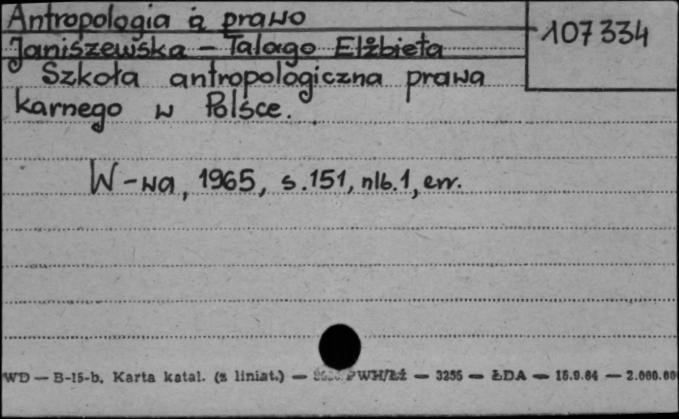 Antropologia a prawo
107334
Janiszewska - Talago Elżbieta
Szkoła antropologiczna prawa
karnego w Polsce.
W-wa, 1965, s.151, nlb.1, err.
WD — B-15-b. Karta katal. (z liniat.) — PWH/Łź — 3255 — ŁDA — 15.9.64 — 2.000.00